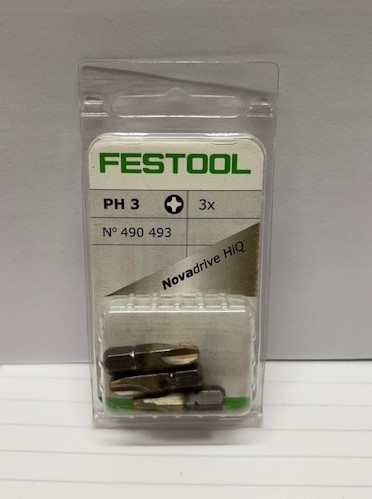 FESTOOL
PH 3 3x
Nº 490 493
Novadrive HiQ